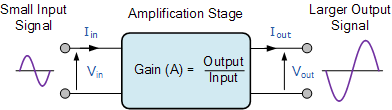 Small Input
Signal
Amplification Stage
Larger Output
Signal
Iin
Iout
Vin
Gain (A) = Output
Input
Vout